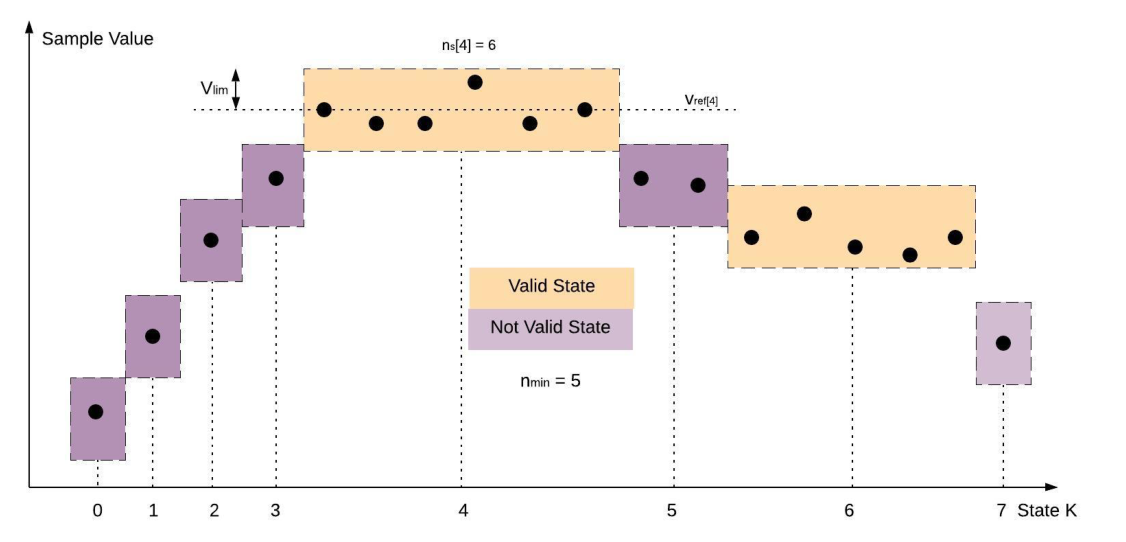 Sample Value
ns[4] = 6
Vlim
Vref[4]
Valid State
Not Valid State
nmin = 5
0 1 2 3 4 5 6 7 State K